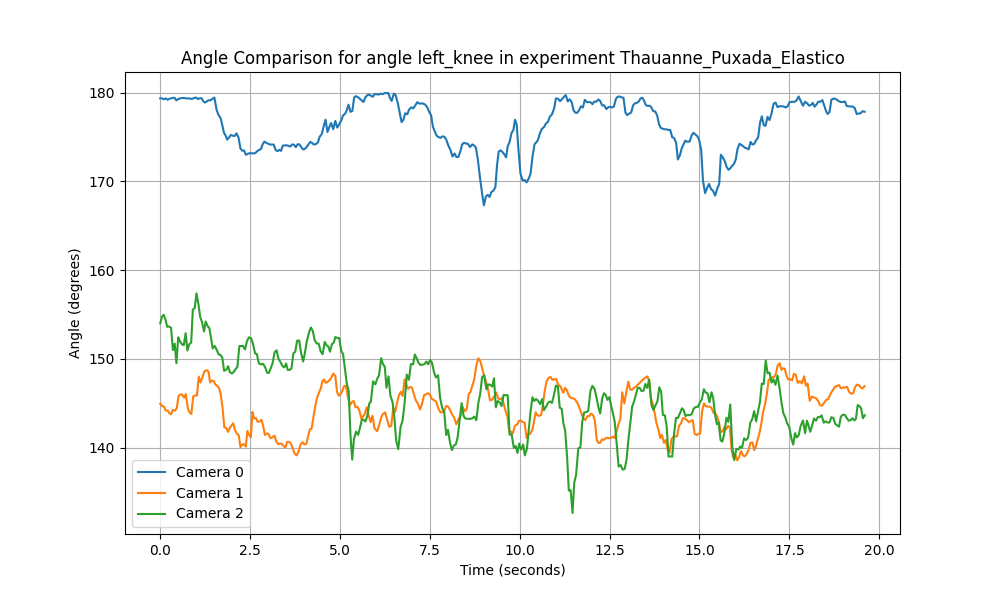 Angle Comparison for angle left_knee in experiment Thauanne_Puxada_Elastico
Angle (degrees)
180
170
160
150
140
Camera 0
Camera 1
Camera 2
0.0 2.5 5.0 7.5 10.0 12.5 15.0 17.5 20.0
Time (seconds)